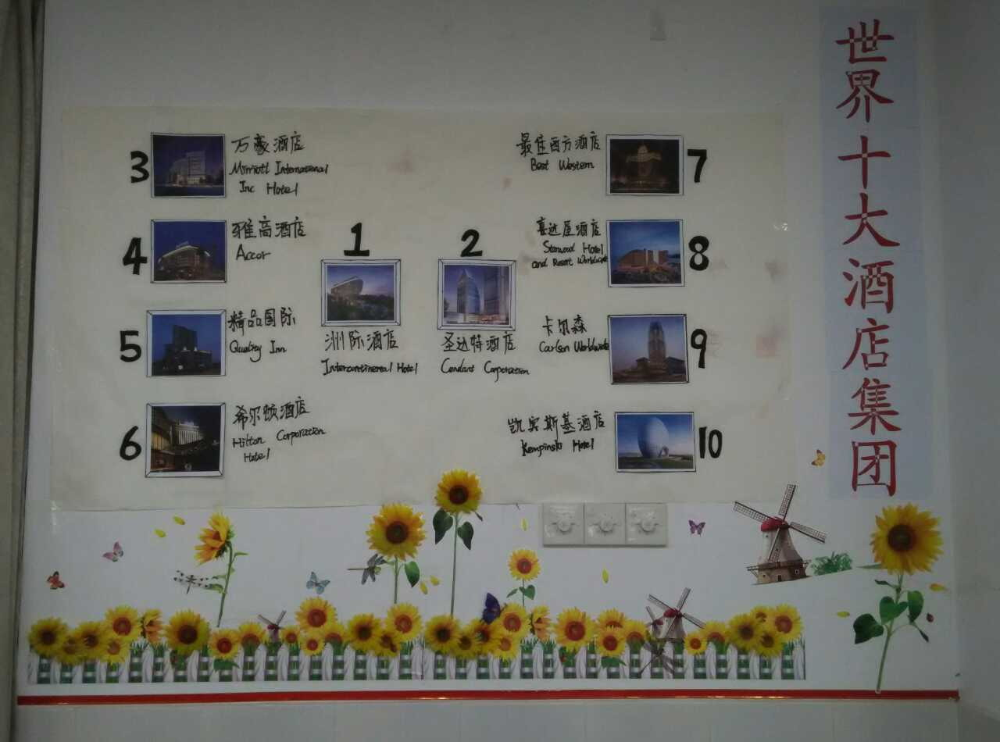 世界十大酒店集团
1
洲际酒店
Intercontinereal Hotel
2
圣达特酒店
Cendant Corporation
3
万豪酒店
Mirriott International
Inc Hotel
4
雅高酒店
Accor
5
精品国际
Quality Inn
6
希尔顿酒店
Hilton Corporation
Hotel
7
最佳西方酒店
Best Western
8
喜达屋酒店
Starwood Hotel
and Resort Worldwide
9
卡尔森
Carlson Worldwide
10
凯宾斯基酒店
Kempinski Hotel